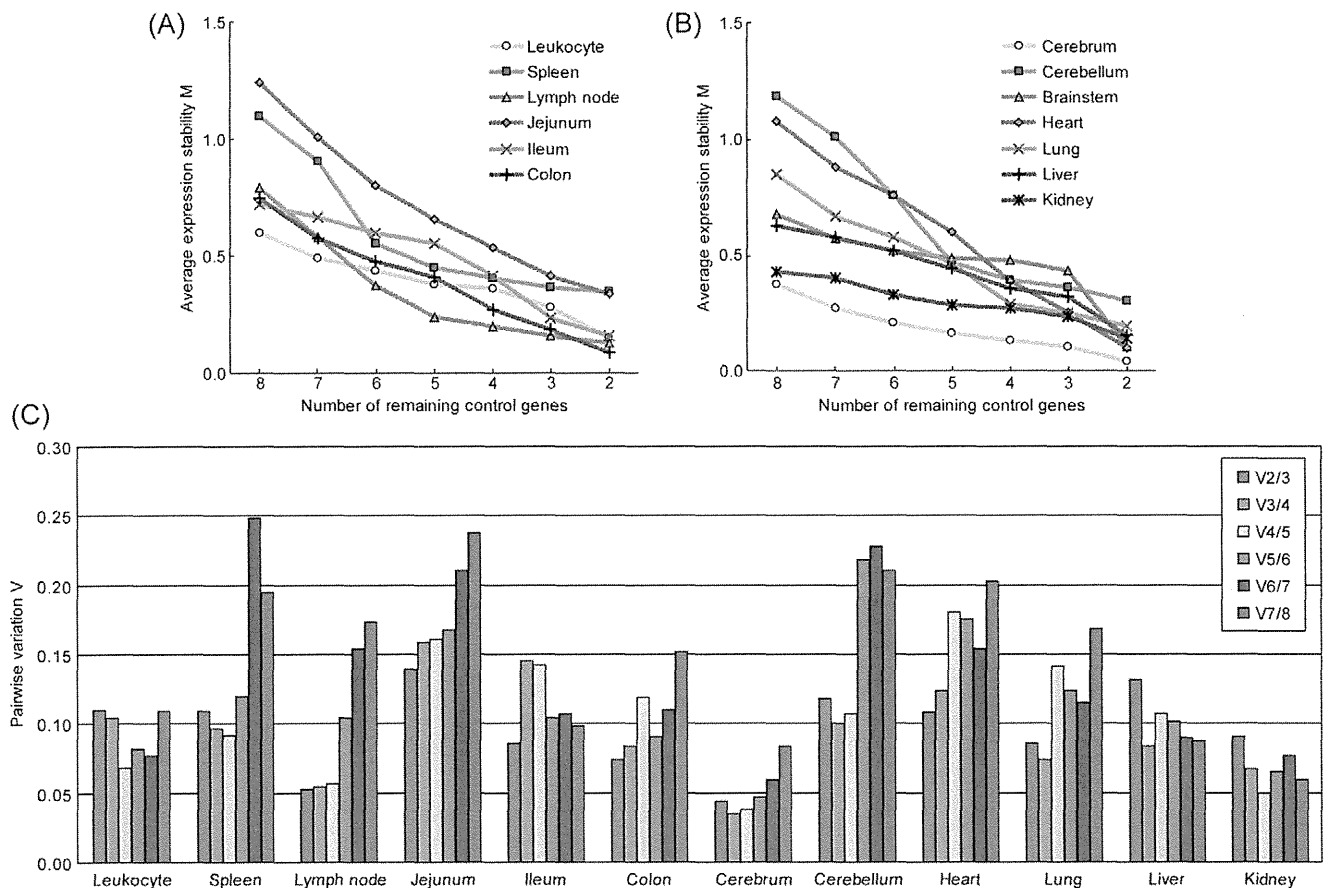 (A)
1.5
1.0
0.5
0.0
Average expression stability M
8 7 6 5 4 3 2
Number of remaining control genes
Leukocyte
Spleen
Lymph node
Jejunum
Ileum
Colon
(B)
1.5
1.0
0.5
0.0
Average expression stability M
8 7 6 5 4 3 2
Number of remaining control genes
Cerebrum
Cerebellum
Brainstem
Heart
Lung
Liver
Kidney
(C)
0.30
0.25
0.20
0.15
0.10
0.05
0.00
Pairwise variation V
V2/3
V3/4
V4/5
V5/6
V6/7
V7/8
Leukocyte Spleen Lymph node Jejunum Ileum Colon Cerebrum Cerebellum Heart Lung Liver Kidney